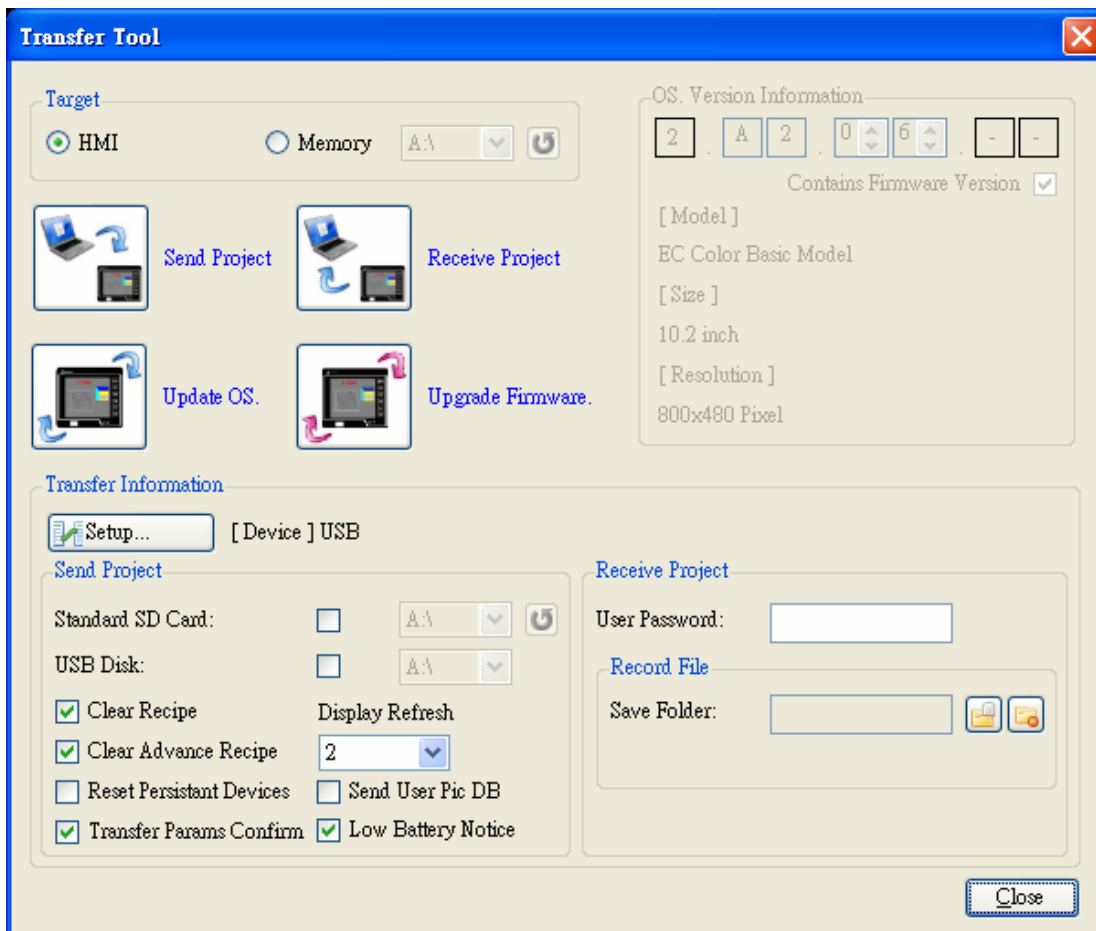 Transfer Tool
Target
HMI
Memory
A:\
OS. Version Information
2 . A 2 . 0 6 . - -
Contains Firmware Version
[ Model ]
EC Color Basic Model
[ Size ]
10.2 inch
[ Resolution ]
800x480 Pixel
Send Project
Receive Project
Update OS.
Upgrade Firmware.
Transfer Information
Setup...
[ Device ] USB
Send Project
Standard SD Card:
A:\
USB Disk:
A:\
Clear Recipe
Display Refresh
Clear Advance Recipe
2
Reset Persistant Devices
Send User Pic DB
Transfer Params Confirm
Low Battery Notice
Receive Project
User Password:
Record File
Save Folder:
Close